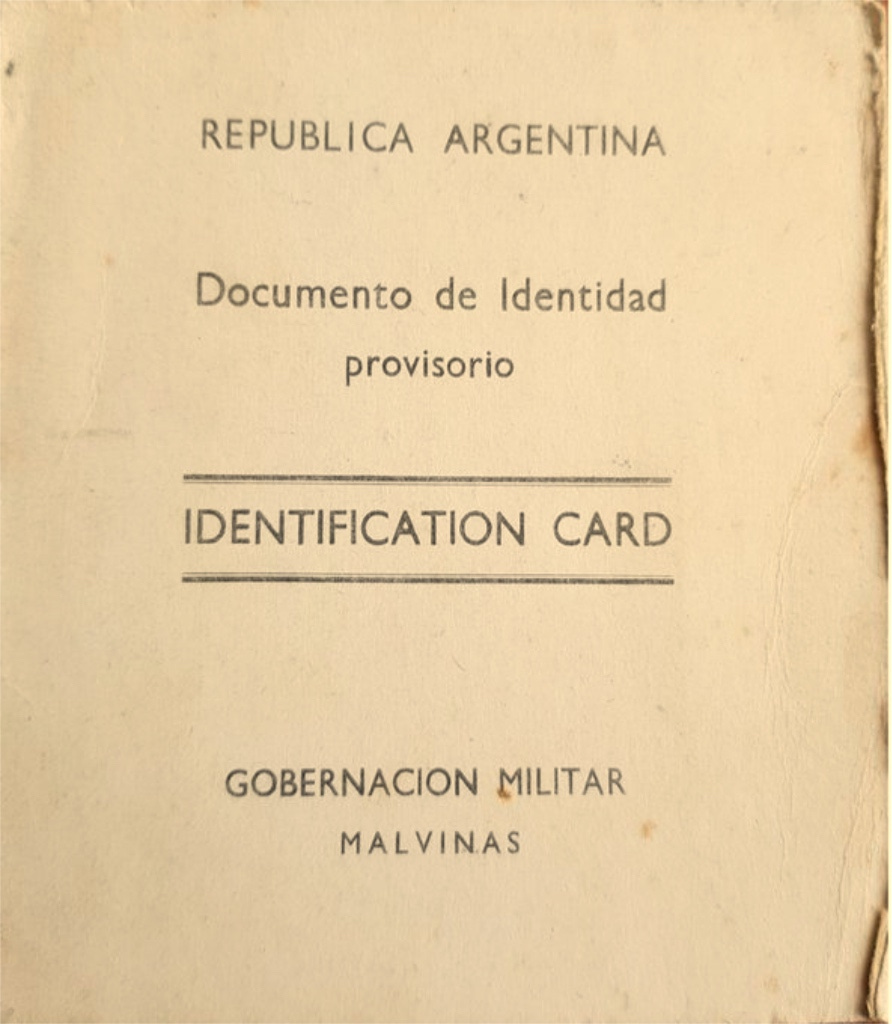 REPUBLICA ARGENTINA
Documento de Identidad
provisorio
IDENTIFICATION CARD
GOBERNACION MILITAR
MALVINAS